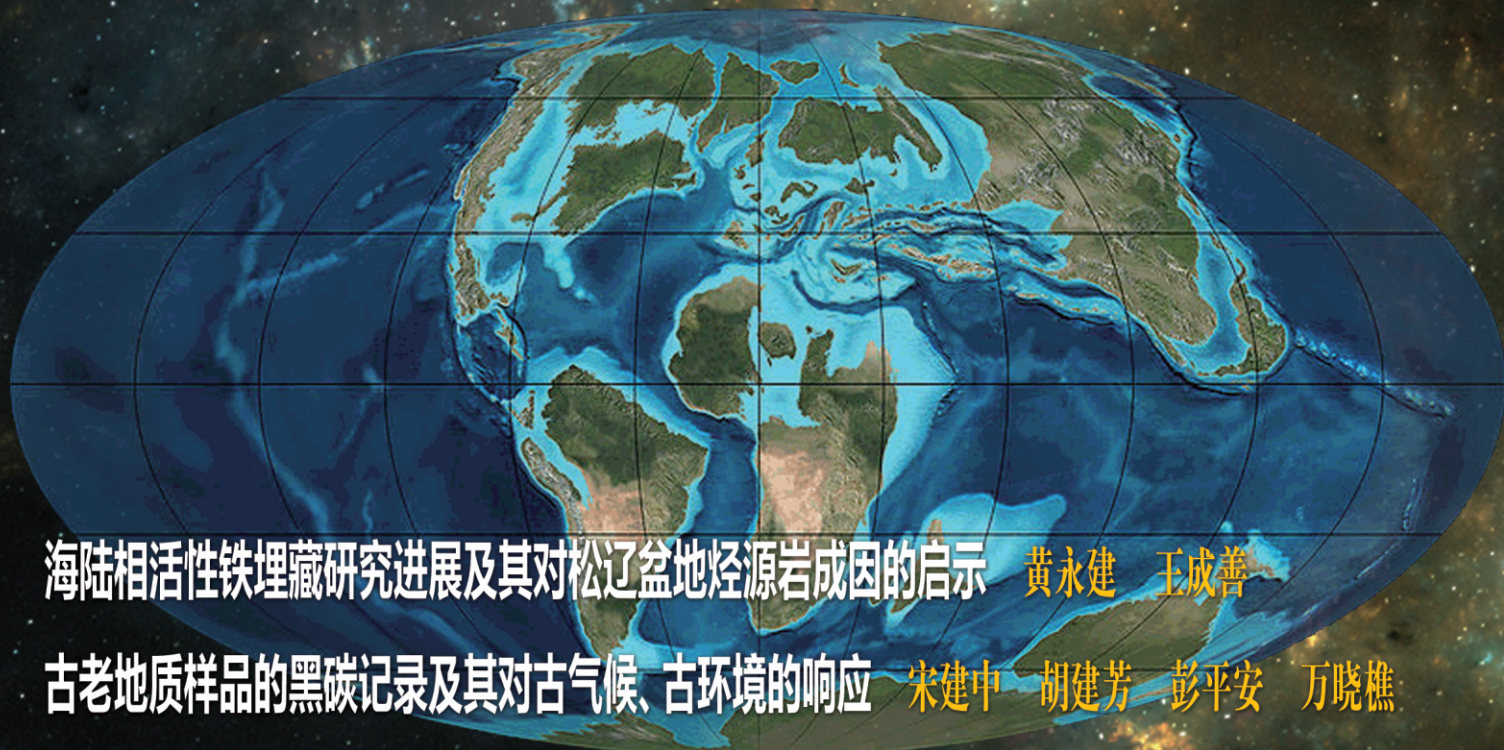 海陆相活性铁埋藏研究进展及其对松辽盆地烃源岩成因的启示 黄永建 王成善
古老地质样品的黑碳记录及其对古气候、古环境的响应 宋建中 胡建芳 彭平安 万晓樵